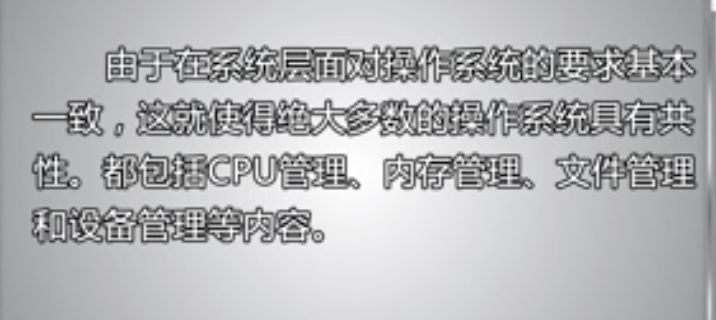 由于在系统层面对操作系统的要求基本
一致，这就使得绝大多数的操作系统具有共
性。都包括CPU管理、内存管理、文件管理
和设备管理等内容。